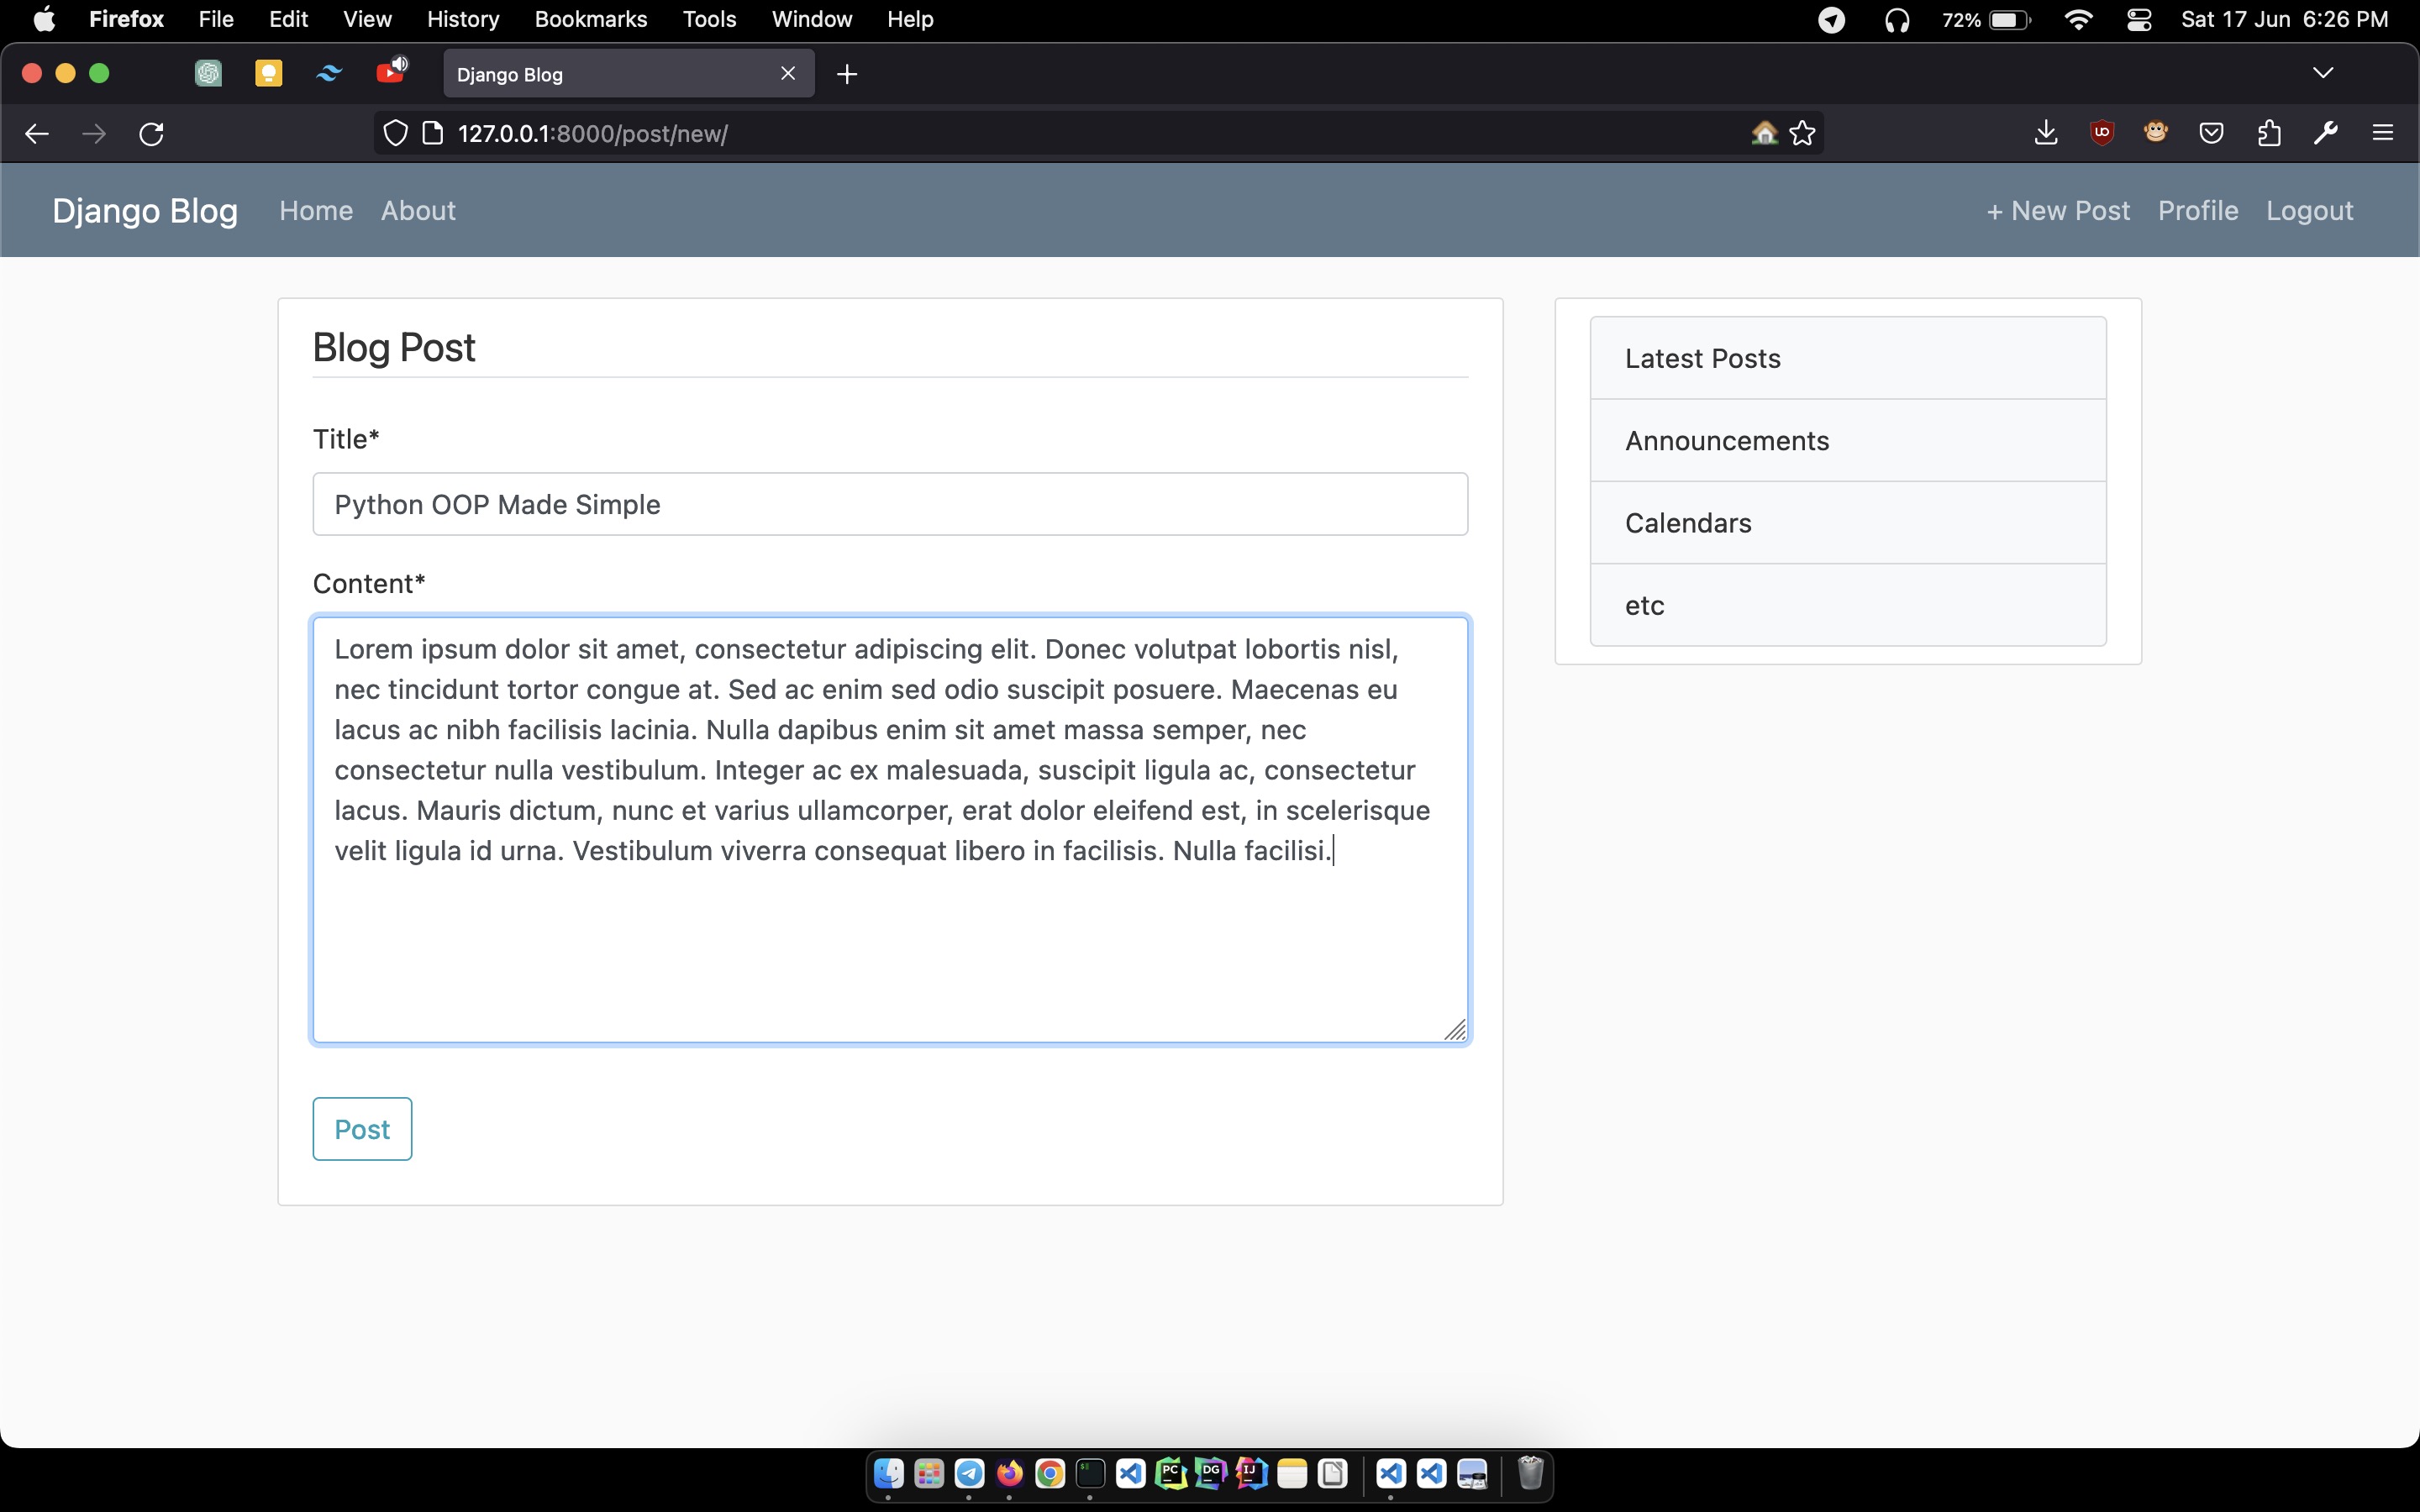 Firefox File Edit View History Bookmarks Tools Window Help 72% Sat 17 Jun 6:26 PM
Django Blog
127.0.0.1:8000/post/new/
Django Blog Home About + New Post Profile Logout
Blog Post
Title*
Python OOP Made Simple
Content*
Lorem ipsum dolor sit amet, consectetur adipiscing elit. Donec volutpat lobortis nisl,
nec tincidunt tortor congue at. Sed ac enim sed odio suscipit posuere. Maecenas eu
lacus ac nibh facilisis lacinia. Nulla dapibus enim sit amet massa semper, nec
consectetur nulla vestibulum. Integer ac ex malesuada, suscipit ligula ac, consectetur
lacus. Mauris dictum, nunc et varius ullamcorper, erat dolor eleifend est, in scelerisque
velit ligula id urna. Vestibulum viverra consequat libero in facilisis. Nulla facilisi.
Post
Latest Posts
Announcements
Calendars
etc
PC DG IJ